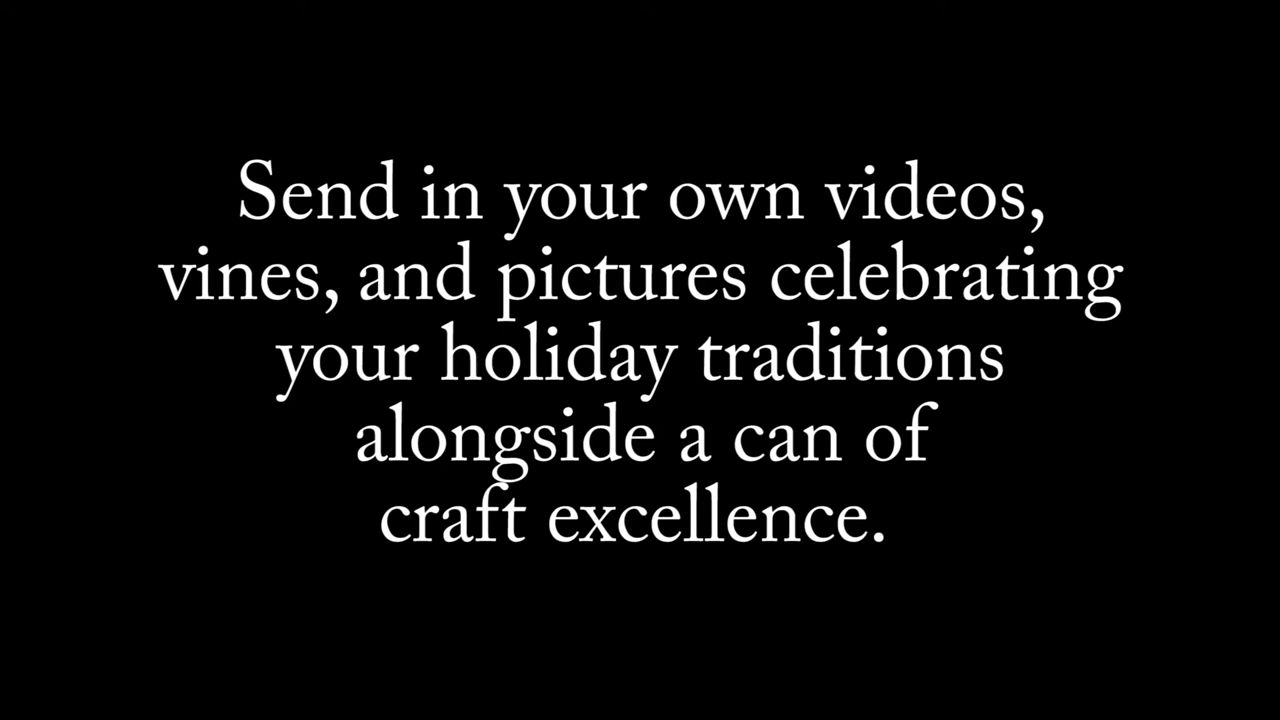 Send in your own videos,
vines, and pictures celebrating
your holiday traditions
alongside a can of
craft excellence.